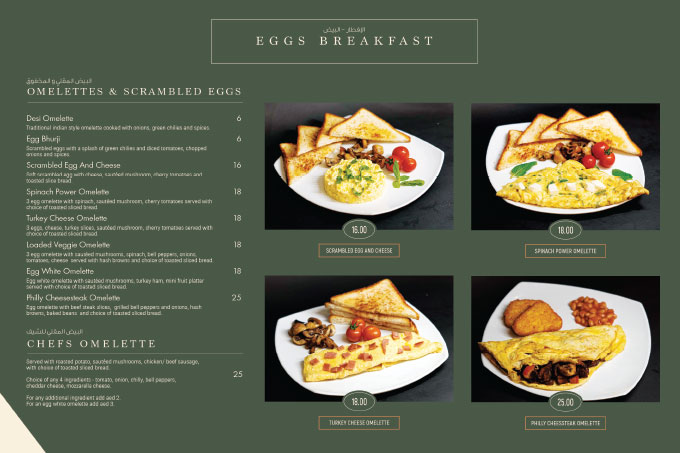 الإفطار - البيض
EGGS BREAKFAST
البيض المقلي و المخفوق
OMELETTES & SCRAMBLED EGGS
Desi Omelette 6
Traditional indian style omelette cooked with onions, green chilies and spices.
Egg Bhurji 6
Scrambled eggs with a splash of green chilies and diced tomatoes, chopped
onions and spices.
Scrambled Egg And Cheese 16
Soft scrambled egg with cheese, sautéed mushroom, cherry tomatoes and
toasted slice bread.
Spinach Power Omelette 18
3 egg omelette with spinach, sautéed mushroom, cherry tomatoes served with
choice of toasted sliced bread.
Turkey Cheese Omelette 18
3 eggs, cheese, turkey slices, sautéed mushroom, cherry tomatoes served with
choice of toasted sliced bread.
Loaded Veggie Omelette 18
3 egg omelette with sautéed mushrooms, spinach, bell peppers, onions,
tomatoes, cheese served with hash browns and choice of toasted sliced bread.
Egg White Omelette 18
Egg white omelette with sautéed mushrooms, turkey ham, mini fruit platter
served with choice of toasted sliced bread.
Philly Cheesesteak Omelette 25
Egg omelette with beef steak slices, grilled bell peppers and onions, hash
browns, baked beans and choice of toasted sliced bread.
البيض المقلي للشيف
CHEFS OMELETTE
Served with roasted potato, sautéed mushrooms, chicken/ beef sausage,
with choice of toasted sliced bread.
25
Choice of any 4 ingredients - tomato, onion, chilly, bell peppers,
cheddar cheese, mozzarella cheese.
For any additional ingredient add aed 2.
For an egg white omelette add aed 3.
16.00
SCRAMBLED EGG AND CHEESE
18.00
SPINACH POWER OMELETTE
18.00
TURKEY CHEESE OMELETTE
25.00
PHILLY CHEESSTEAK OMELETTE